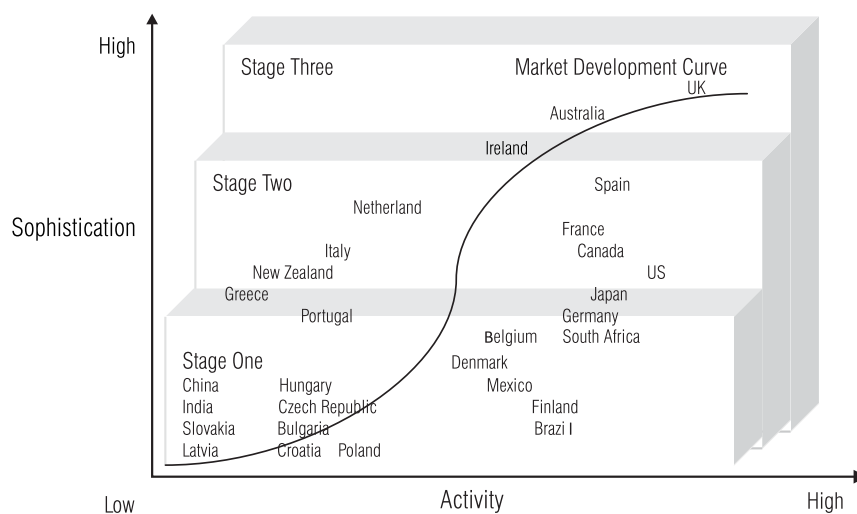 High
Stage Three
Market Development Curve
UK
Australia
Ireland
Stage Two
Spain
Netherland
Sophistication
France
Italy
Canada
New Zealand
US
Greece
Japan
Portugal
Germany
Belgium
South Africa
Stage One
Denmark
China
Hungary
Mexico
India
Czech Republic
Finland
Slovakia
Bulgaria
Brazi l
Latvia
Croatia
Poland
Low
Activity
High